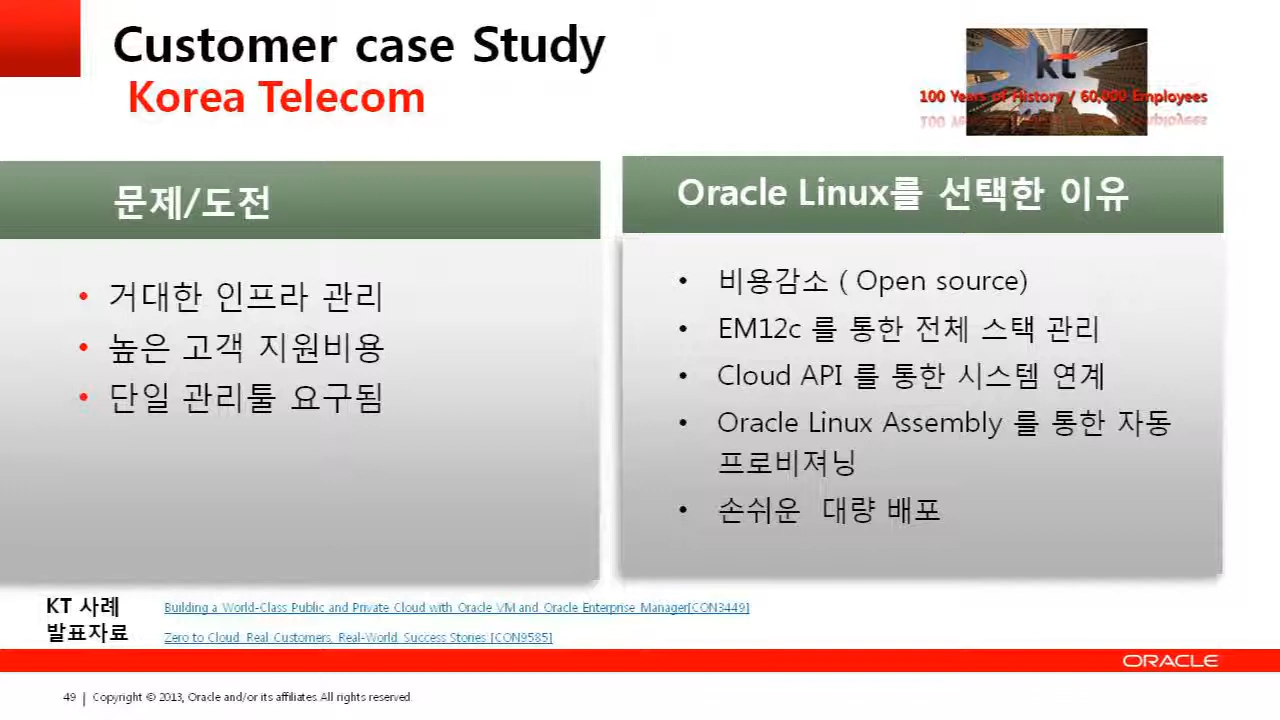 Customer case Study
Korea Telecom
kt
100 Years of History / 60,000 Employees
문제/도전
• 거대한 인프라 관리
• 높은 고객 지원비용
• 단일 관리툴 요구됨
Oracle Linux를 선택한 이유
• 비용감소 ( Open source)
• EM12c 를 통한 전체 스택 관리
• Cloud API 를 통한 시스템 연계
• Oracle Linux Assembly 를 통한 자동
프로비져닝
• 손쉬운 대량 배포
KT 사례
발표자료
Building a World-Class Public and Private Cloud with Oracle VM and Oracle Enterprise Manager[CON3449]
Zero to Cloud: Real Customers, Real-World Success Stories [CON9585]
ORACLE
49 | Copyright © 2013, Oracle and/or its affiliates. All rights reserved.